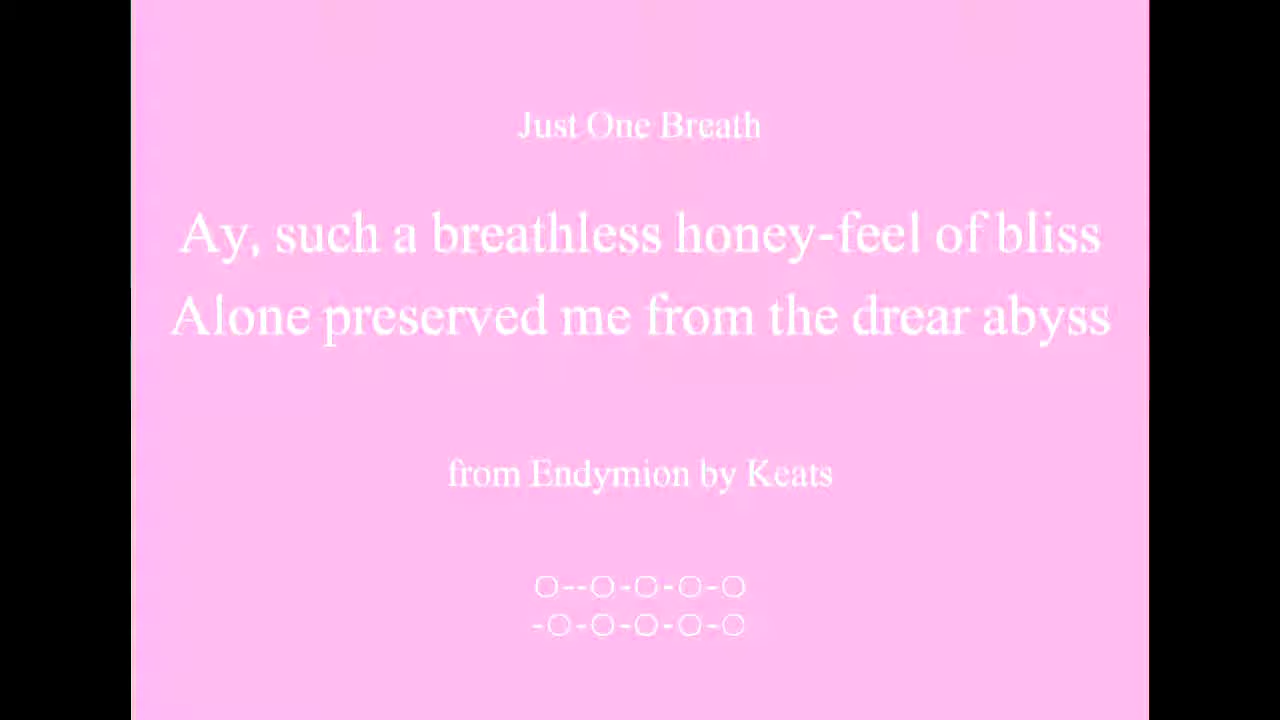 Just One Breath
Ay, such a breathless honey-feel of bliss
Alone preserved me from the drear abyss
from Endymion by Keats
O--O-O-O-O
-O-O-O-O-O